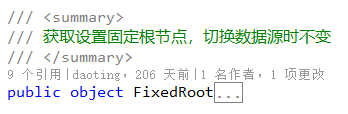 /// <summary>
/// 获取设置固定根节点，切换数据源时不变
/// </summary>
9 个引用|daoting，206 天前|1 名作者，1 项更改
public object FixedRoot...